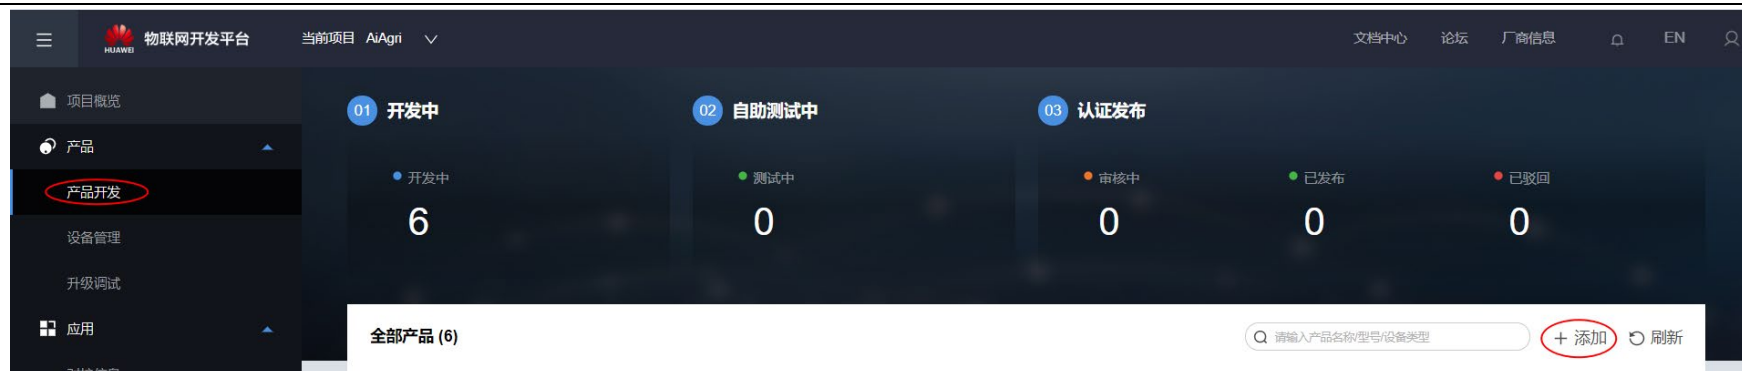 HUAWEI 物联网开发平台 当前项目 AiAgri 文档中心 论坛 厂商信息 EN
项目概览
产品
产品开发
设备管理
升级调试
应用
01 开发中 02 自助测试中 03 认证发布
开发中 测试中 审核中 已发布 已驳回
6 0 0 0 0
全部产品 (6) 请输入产品名称/型号/设备类型 + 添加 刷新